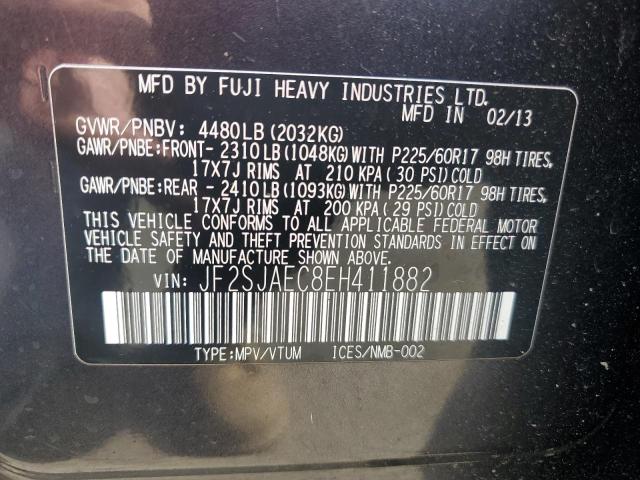 MFD BY FUJI HEAVY INDUSTRIES LTD.
MFD IN 02/13
GVWR/PNBV: 4480LB(2032KG)
GAWR/PNBE:FRONT- 2310LB(1048KG)WITH P225/60R17 98H TIRES,
17X7J RIMS AT 210 KPA(30 PSI)COLD
GAWR/PNBE:REAR - 2410LB(1093KG)WITH P225/60R17 98H TIRES,
17X7J RIMS AT 200 KPA(29 PSI)COLD
THIS VEHICLE CONFORMS TO ALL APPLICABLE FEDERAL MOTOR
VEHICLE SAFETY AND THEFT PREVENTION STANDARDS IN EFFECT ON
THE DATE OF MANUFACTURE SHOWN ABOVE.
VIN: JF2SJAEC8EH411882
TYPE:MPV/VTUM ICES/NMB-002